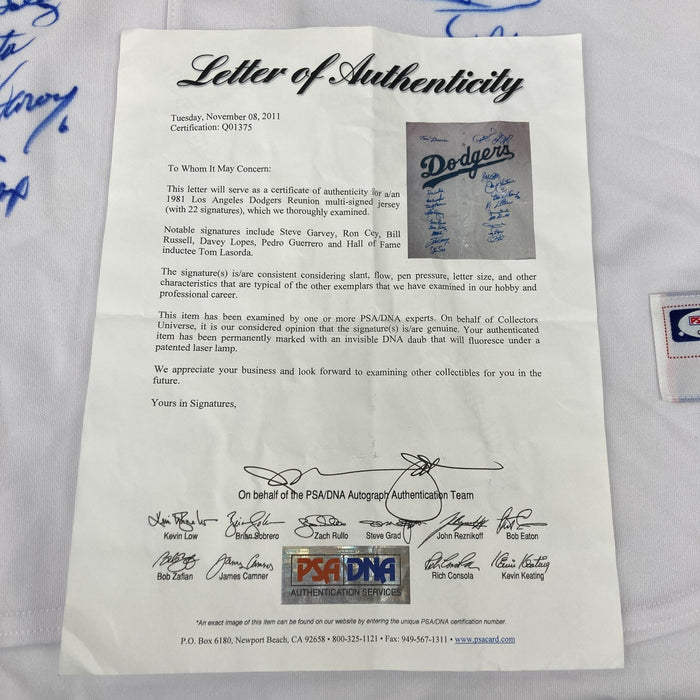 Letter of Authenticity
Tuesday, November 08, 2011
Certification: Q01375
To Whom It May Concern:
Dodgers
This letter will serve as a certificate of authenticity for a/an
1981 Los Angeles Dodgers Reunion multi-signed jersey
(with 22 signatures), which we thoroughly examined.
Notable signatures include Steve Garvey, Ron Cey, Bill
Russell, Davey Lopes, Pedro Guerrero and Hall of Fame
inductee Tom Lasorda.
The signature(s) is/are consistent considering slant, flow, pen pressure, letter size, and other
characteristics that are typical of the other exemplars that we have examined in our hobby and
professional career.
This item has been examined by one or more PSA/DNA experts. On behalf of Collectors
Universe, it is our considered opinion that the signature(s) is/are genuine. Your authenticated
item has been permanently marked with an invisible DNA daub that will fluoresce under a
patented laser lamp.
We appreciate your business and look forward to examining other collectibles for you in the
future.
Yours in Signatures,
On behalf of the PSA/DNA Autograph Authentication Team
Kevin Low Brian Sobrero Zach Rullo Steve Grad John Reznikoff Bob Eaton
Bob Zafian James Camner Rich Consola Kevin Keating
PSA DNA
AUTHENTICATION SERVICES
*An exact image of this item can be found on our website by entering the unique PSA/DNA certification number.
P.O. Box 6180, Newport Beach, CA 92658 • 800-325-1121 • Fax: 949-567-1311 • www.psacard.com